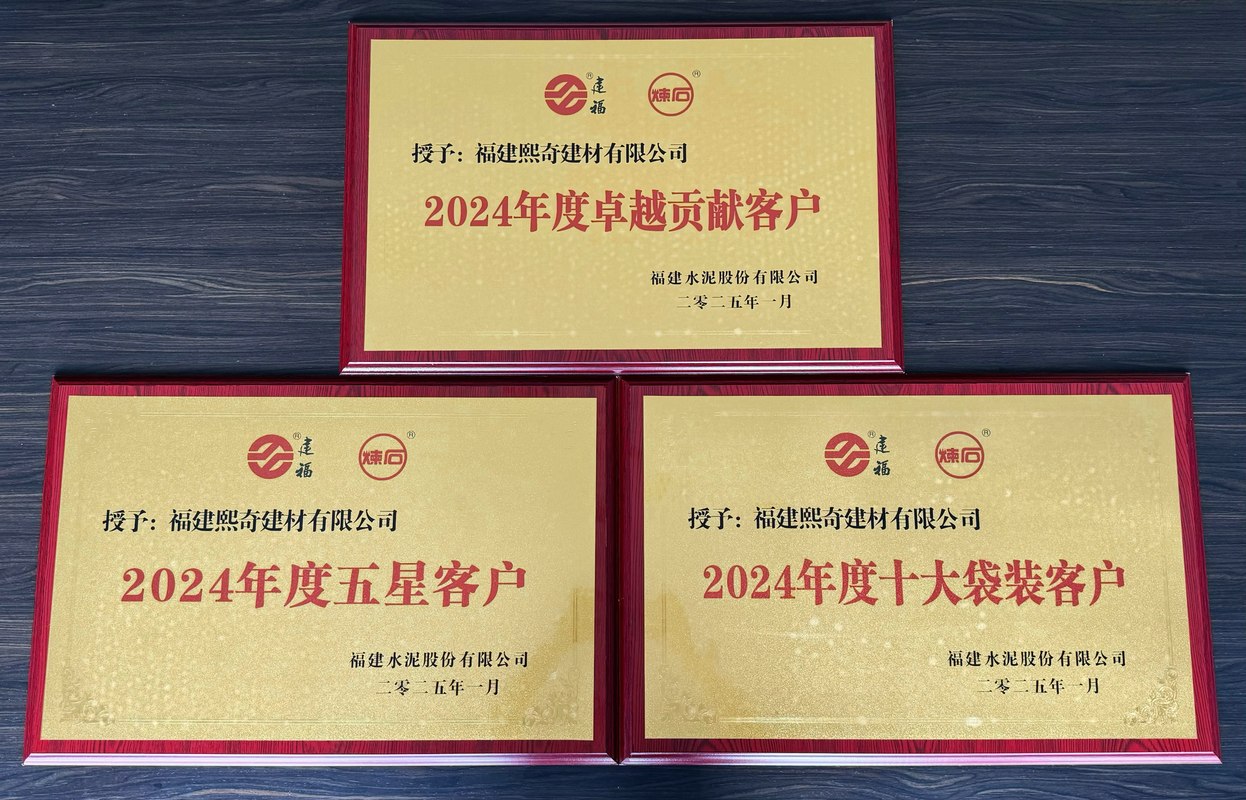 建福® 煉石®
授予：福建熙奇建材有限公司
2024年度卓越贡献客户
福建水泥股份有限公司
二零二五年一月
建福® 煉石®
授予：福建熙奇建材有限公司
2024年度五星客户
福建水泥股份有限公司
二零二五年一月
建福® 煉石®
授予：福建熙奇建材有限公司
2024年度十大袋装客户
福建水泥股份有限公司
二零二五年一月